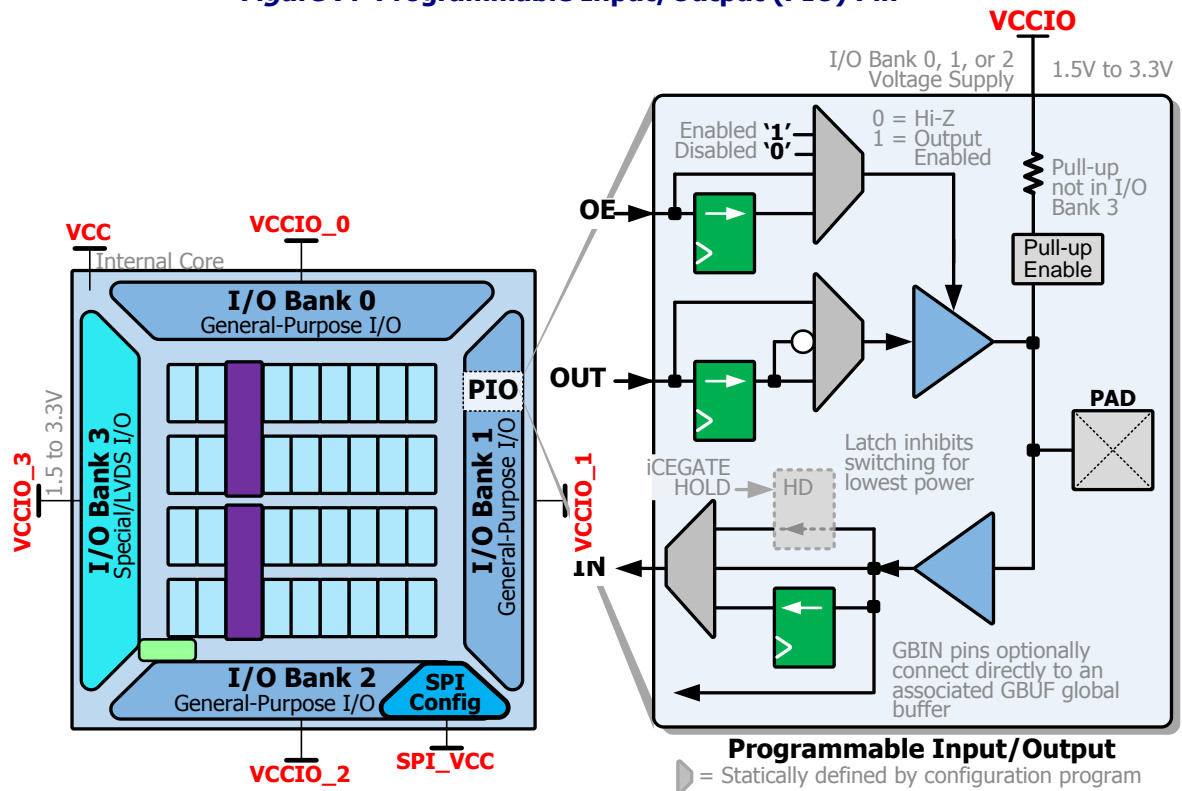 VCCIO
I/O Bank 0, 1, or 2
Voltage Supply
1.5V to 3.3V
Enabled ‘1’
Disabled ‘0’
0 = Hi-Z
1 = Output
Enabled
Pull-up
not in I/O
Bank 3
OE
Pull-up
Enable
OUT
PAD
Latch inhibits
switching for
lowest power
iCEGATE
HOLD
HD
IN
GBIN pins optionally
connect directly to an
associated GBUF global
buffer
Programmable Input/Output
= Statically defined by configuration program
VCC
VCCIO_0
Internal Core
I/O Bank 0
General-Purpose I/O
PIO
I/O Bank 1
General-Purpose I/O
VCCIO_1
1.5 to 3.3V
VCCIO_3
I/O Bank 3
Special/LVDS I/O
I/O Bank 2
General-Purpose I/O
SPI
Config
VCCIO_2
SPI_VCC